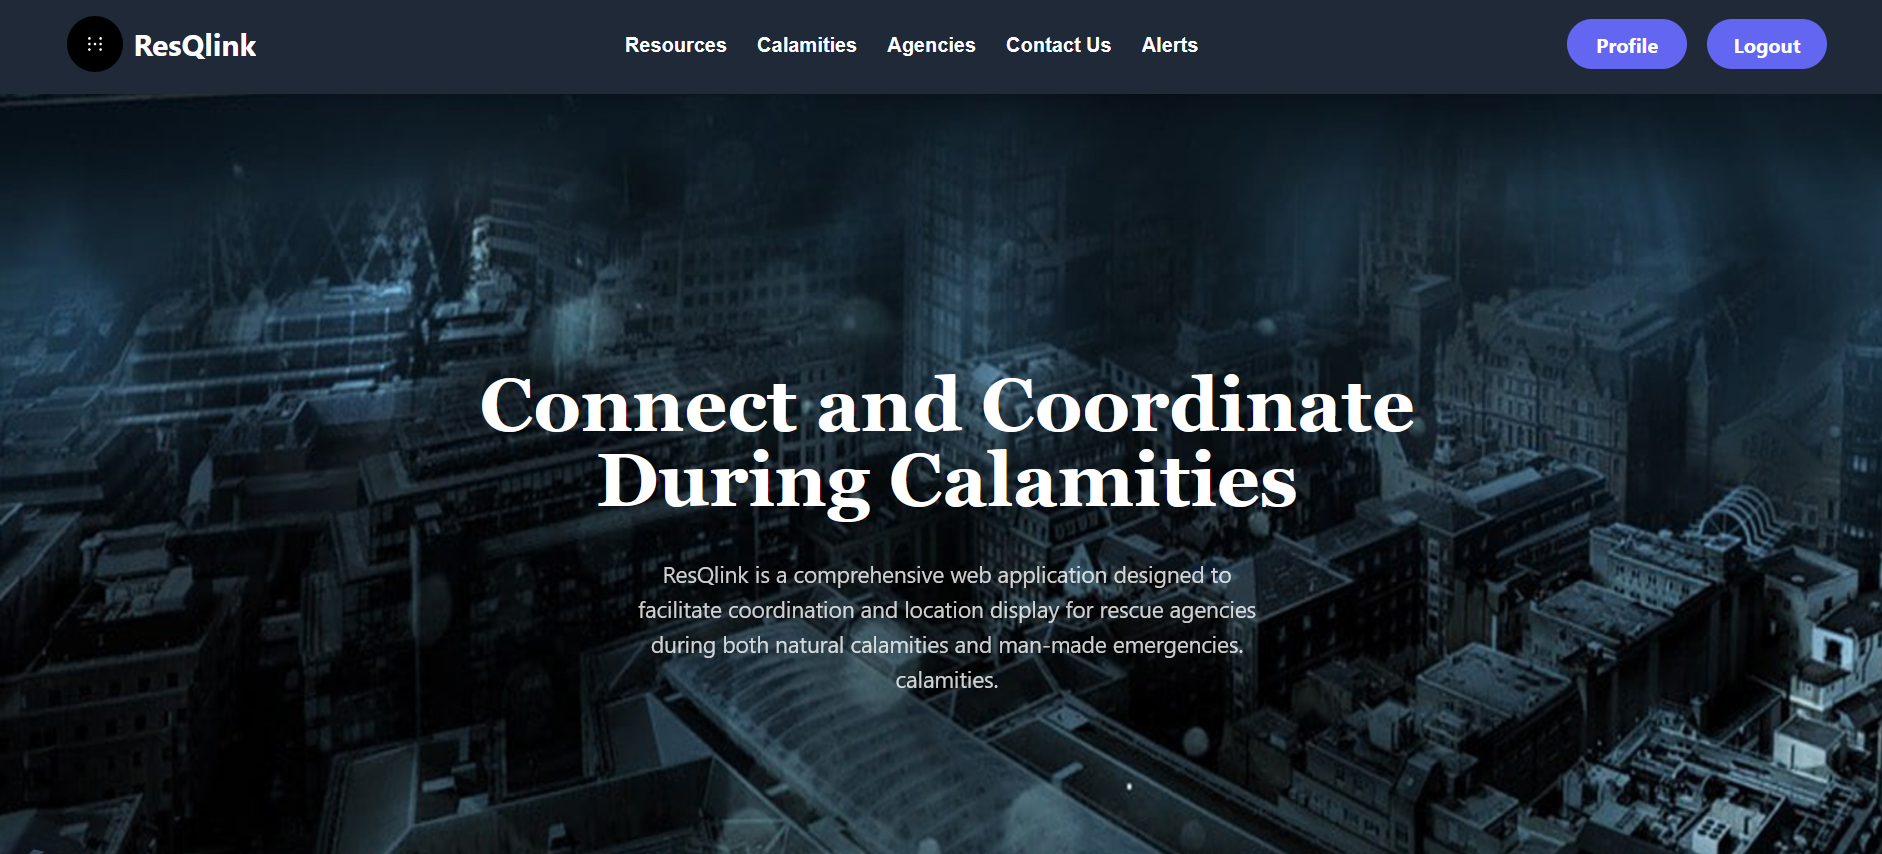 ResQlink
Resources Calamities Agencies Contact Us Alerts
Profile Logout
Connect and Coordinate
During Calamities
ResQlink is a comprehensive web application designed to
facilitate coordination and location display for rescue agencies
during both natural calamities and man-made emergencies.
calamities.